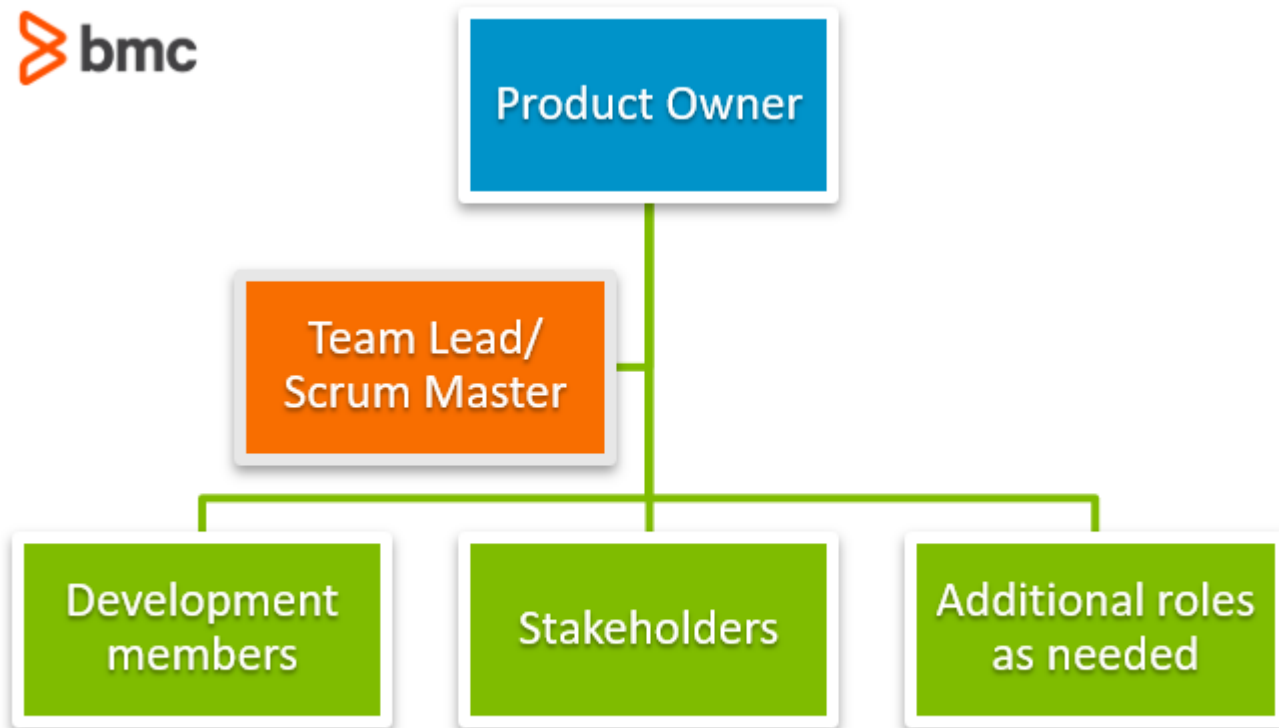 bmc
Product Owner
Team Lead/
Scrum Master
Development
members
Stakeholders
Additional roles
as needed